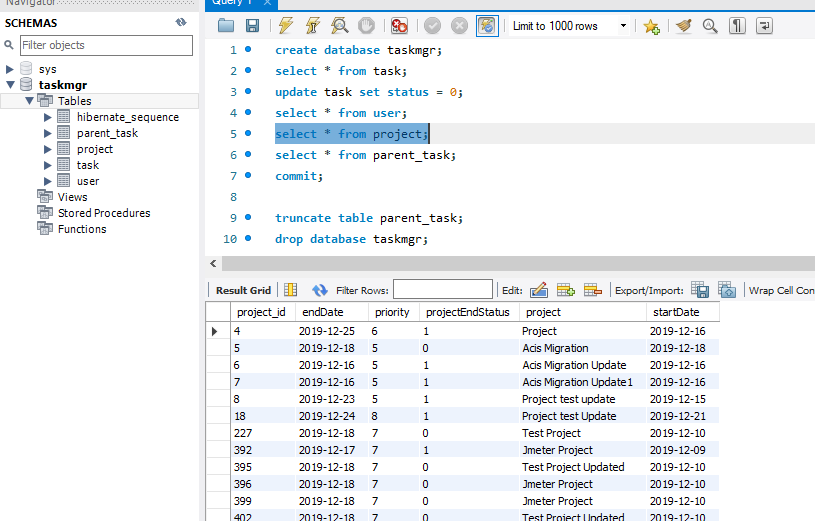 Navigator
Query 1
SCHEMAS
Filter objects
sys
taskmgr
Tables
hibernate_sequence
parent_task
project
task
user
Views
Stored Procedures
Functions
Limit to 1000 rows
1 create database taskmgr;
2 select * from task;
3 update task set status = 0;
4 select * from user;
5 select * from project;
6 select * from parent_task;
7 commit;
8
9 truncate table parent_task;
10 drop database taskmgr;
Result Grid Filter Rows: Edit: Export/Import: Wrap Cell Con
project_id endDate priority projectEndStatus project startDate
4 2019-12-25 6 1 Project 2019-12-16
5 2019-12-18 5 0 Acis Migration 2019-12-18
6 2019-12-16 5 1 Acis Migration Update 2019-12-16
7 2019-12-16 5 1 Acis Migration Update1 2019-12-16
8 2019-12-23 5 1 Project test update 2019-12-15
18 2019-12-24 8 1 Project test Update 2019-12-21
227 2019-12-18 7 0 Test Project 2019-12-10
392 2019-12-17 7 1 Jmeter Project 2019-12-09
395 2019-12-18 7 0 Test Project Updated 2019-12-10
396 2019-12-18 7 0 Jmeter Project 2019-12-10
399 2019-12-18 7 0 Jmeter Project 2019-12-10
402 2019-12-18 7 0 Test Project Updated 2019-12-10